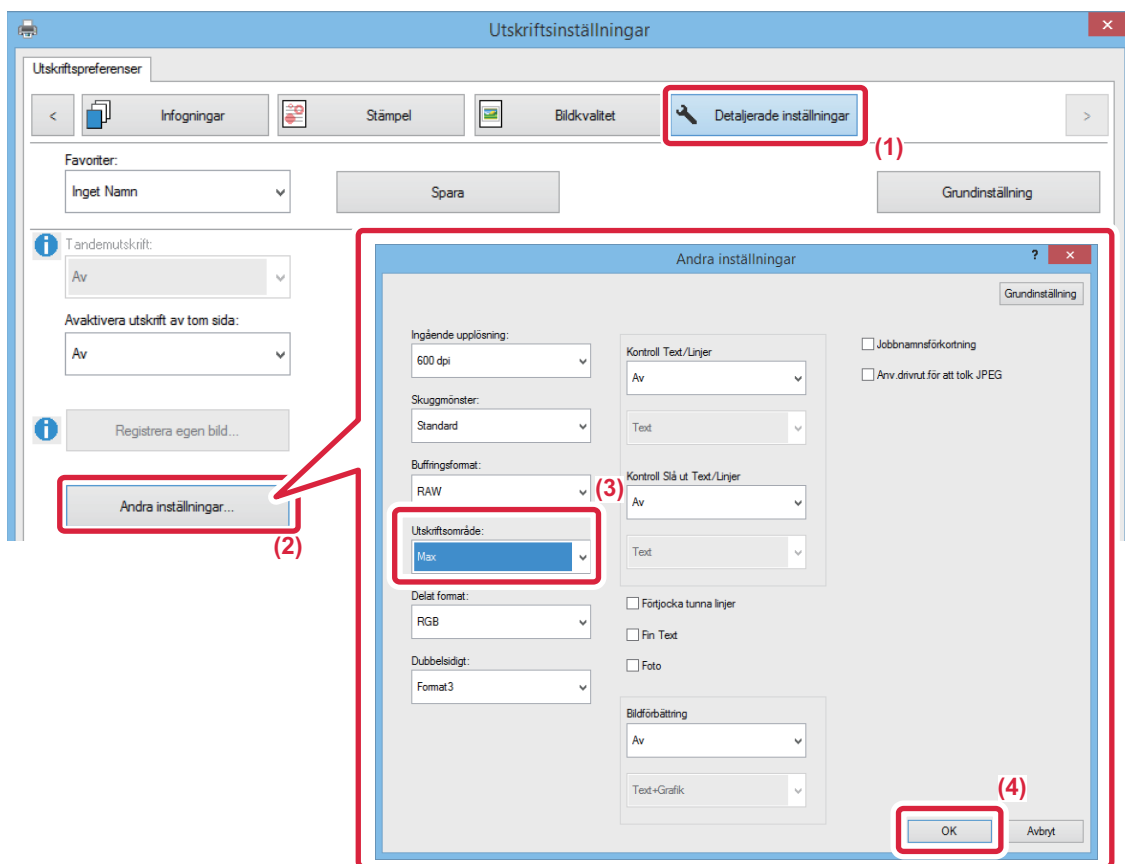 Utskriftsinställningar
Utskriftspreferenser
<
Infogningar
Stämpel
Bildkvalitet
Detaljerade inställningar
>
(1)
Favoriter:
Inget Namn
Spara
Grundinställning
Tandemutskrift:
Av
Avaktivera utskrift av tom sida:
Av
Registrera egen bild...
Andra inställningar...
(2)
Andra inställningar
?
Grundinställning
Ingående upplösning:
600 dpi
Skuggmönster:
Standard
Buffringsformat:
RAW
(3)
Utskriftsområde:
Max
Delat format:
RGB
Dubbelsidigt:
Format3
Kontroll Text/Linjer
Av
Text
Kontroll Slå ut Text/Linjer
Av
Text
Förtjocka tunna linjer
Fin Text
Foto
Bildförbättring
Av
Text+Grafik
Jobbnamnsförkortning
Anv.drivrut.för att tolk JPEG
(4)
OK
Avbryt